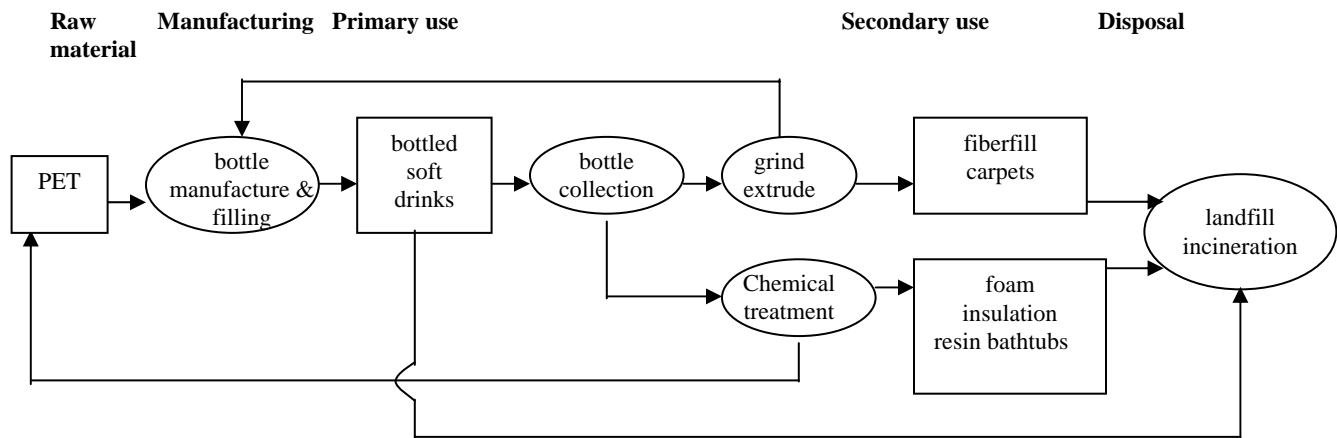 Raw
material
Manufacturing
Primary use
Secondary use
Disposal
PET
bottle
manufacture &
filling
bottled
soft
drinks
bottle
collection
grind
extrude
fiberfill
carpets
landfill
incineration
Chemical
treatment
foam
insulation
resin bathtubs